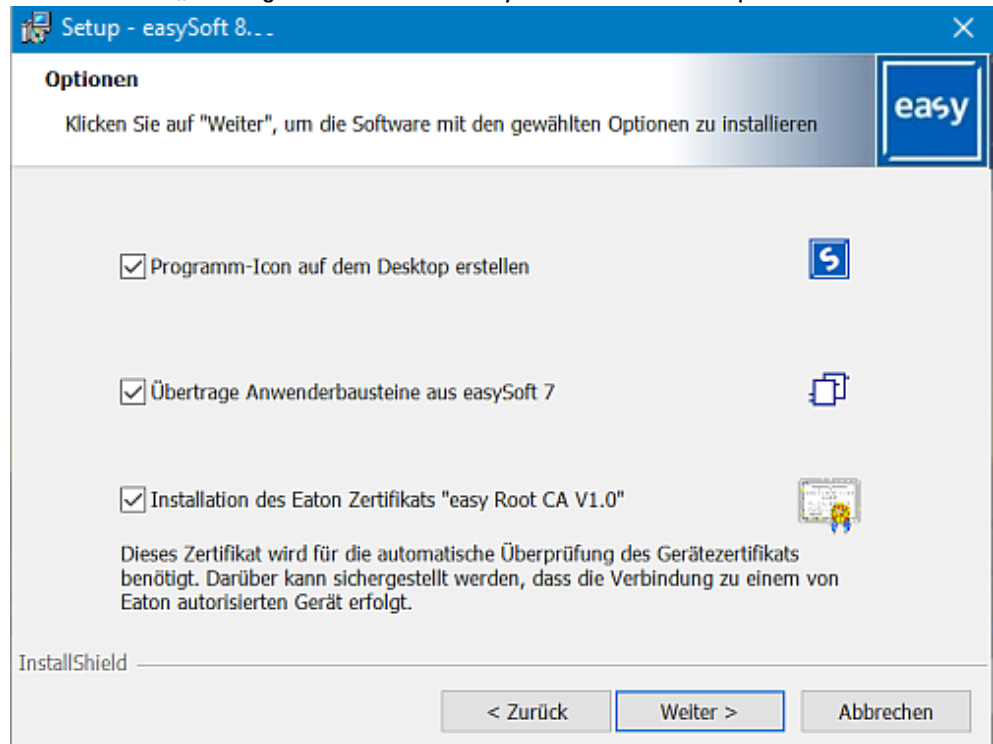 Setup - easySoft 8...
Optionen
Klicken Sie auf "Weiter", um die Software mit den gewählten Optionen zu installieren
easy
Programm-Icon auf dem Desktop erstellen
Übertrage Anwenderbausteine aus easySoft 7
Installation des Eaton Zertifikats "easy Root CA V1.0"
Dieses Zertifikat wird für die automatische Überprüfung des Gerätezertifikats
benötigt. Darüber kann sichergestellt werden, dass die Verbindung zu einem von
Eaton autorisierten Gerät erfolgt.
InstallShield
< Zurück
Weiter >
Abbrechen